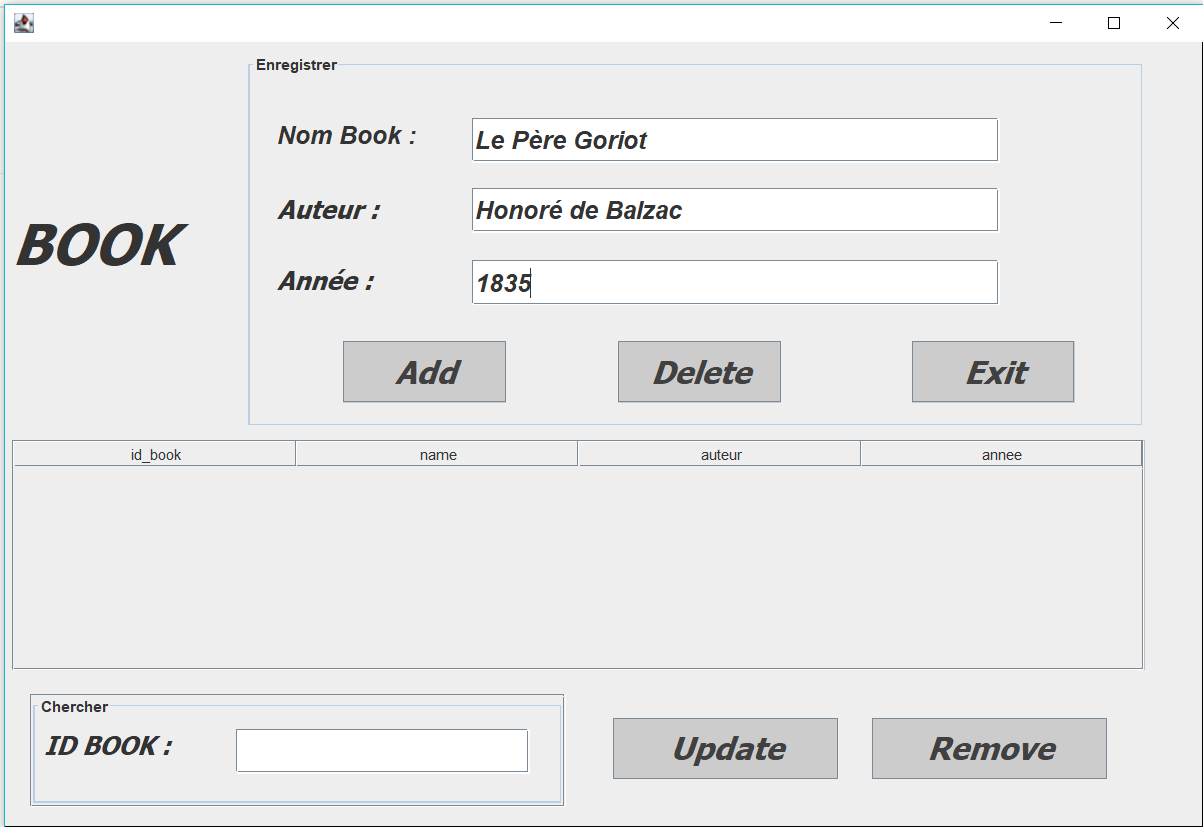 Enregistrer
Nom Book : Le Père Goriot
BOOK
Auteur : Honoré de Balzac
Année : 1835
Add Delete Exit
id_book name auteur annee
Chercher
ID BOOK :
Update Remove